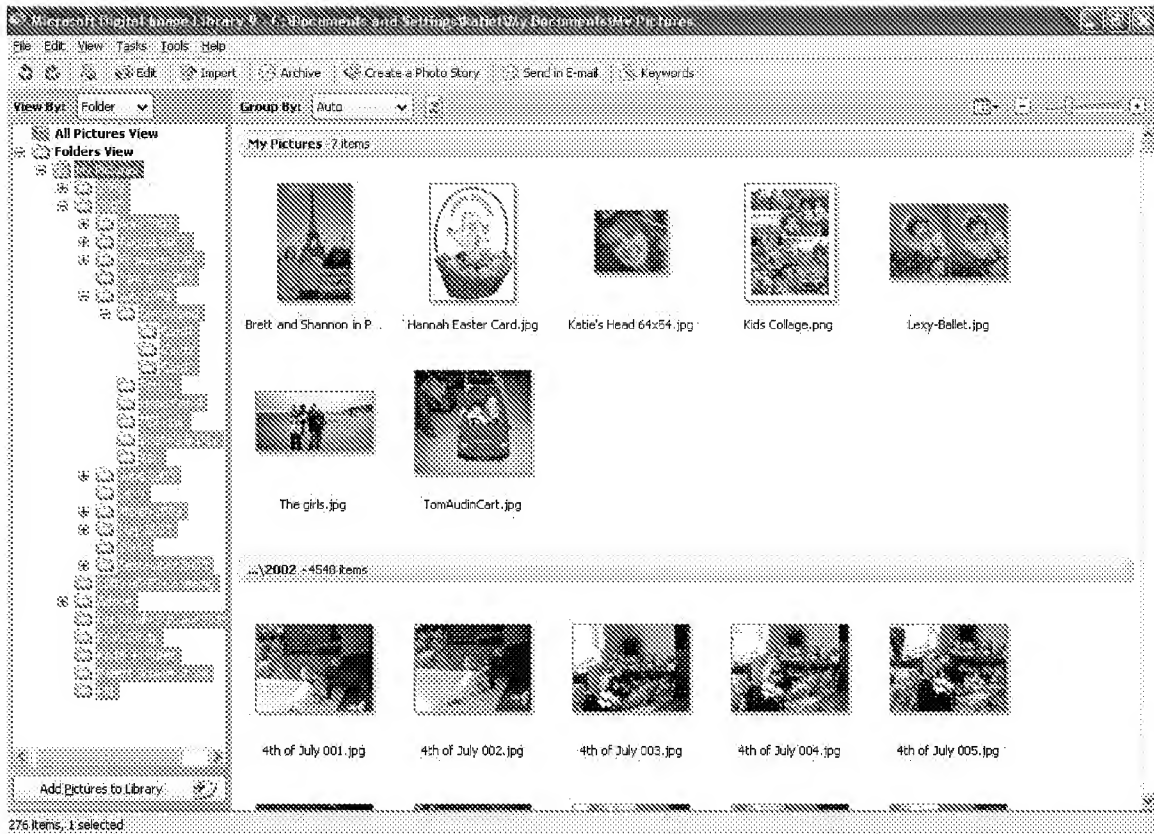 Microsoft Digital Image Library 9 - C:\Documents and Settings\katiet\My Documents\My Pictures
File Edit View Tasks Tools Help
Edit Import Archive Create a Photo Story Send in E-mail Keywords
View By: Folder Group By: Auto
All Pictures View
Folders View
My Pictures - 7 items
Brett and Shannon in P... Hannah Easter Card.jpg Katie's Head 64x54.jpg Kids Collage.png Lexy-Ballet.jpg
The girls.jpg TomAudinCart.jpg
...\2002 - 4548 items
4th of July 001.jpg 4th of July 002.jpg 4th of July 003.jpg 4th of July 004.jpg 4th of July 005.jpg
Add Pictures to Library
276 items, 1 selected